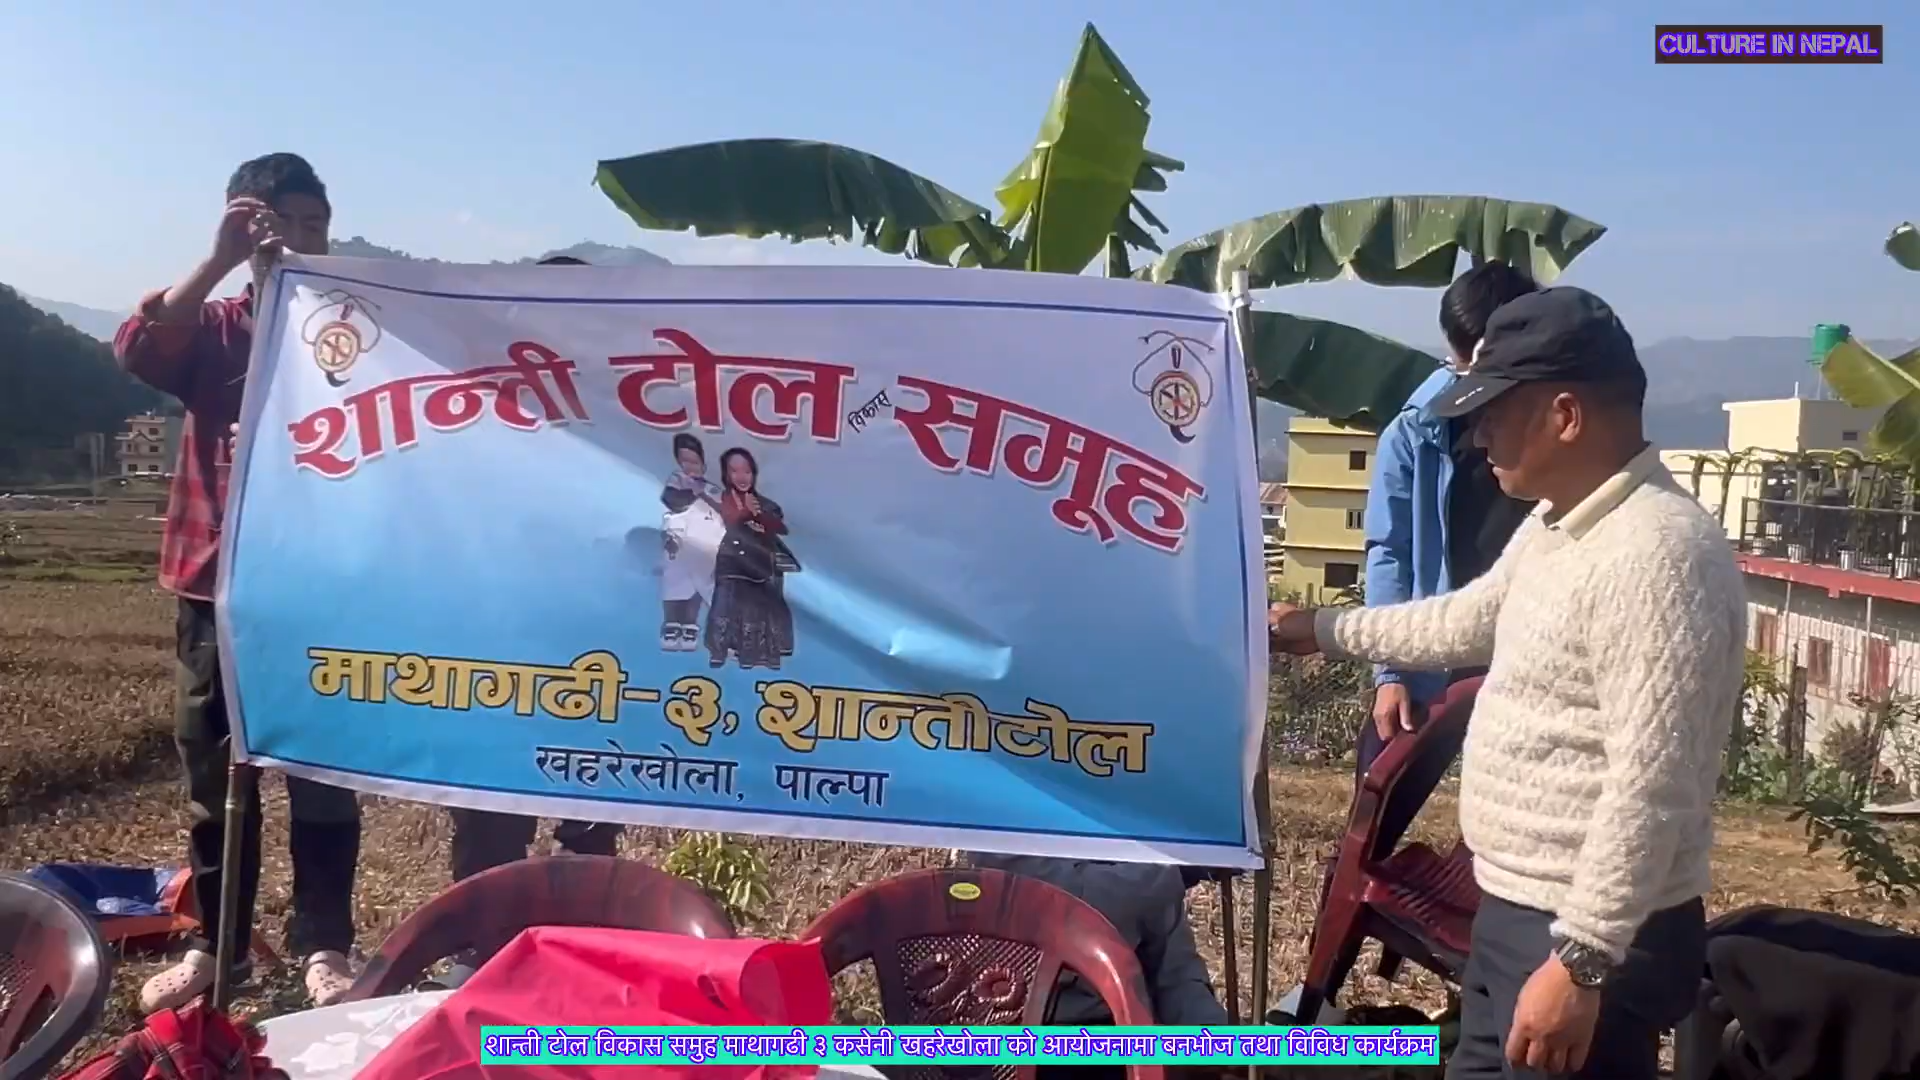 CULTURE IN NEPAL
शान्ती टोल विकास समूह
माथागढी-३, शान्तीटोल
खहरेखोला, पाल्पा
शान्ती टोल विकास समुह माथागढी ३ कसेनी खहरेखोला को आयोजनामा बनभोज तथा विविध कार्यक्रम